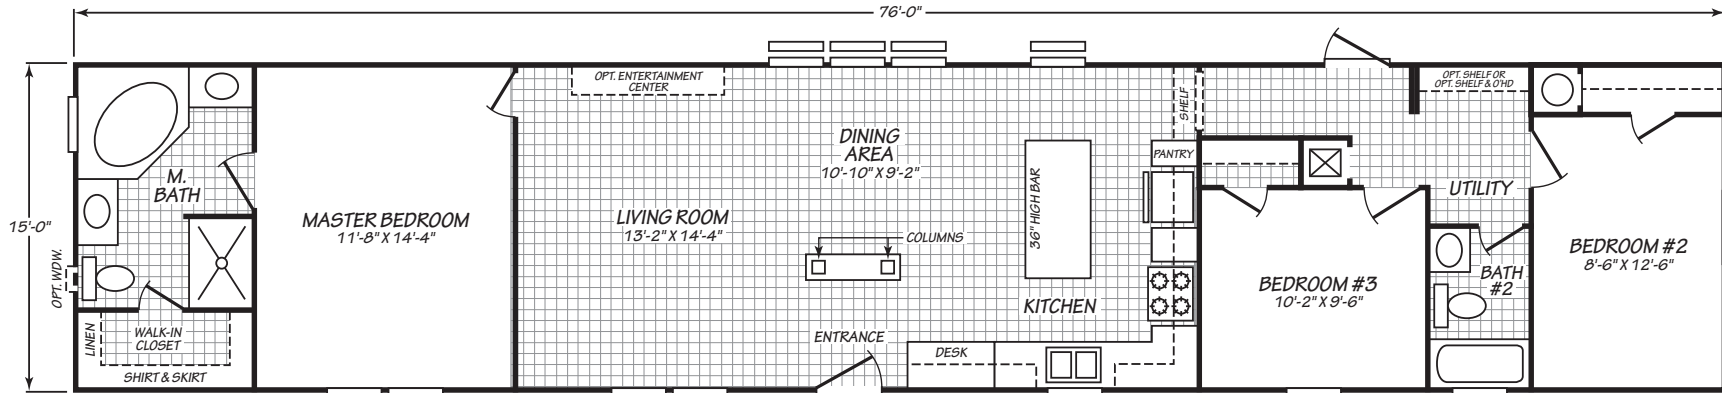 76'-0"
15'-0"
M.
BATH
OPT. WDW.
LINEN
WALK-IN
CLOSET
SHIRT & SKIRT
MASTER BEDROOM
11'-8" X 14'-4"
OPT. ENTERTAINMENT
CENTER
LIVING ROOM
13'-2" X 14'-4"
DINING
AREA
10'-10" X 9'-2"
COLUMNS
ENTRANCE
DESK
KITCHEN
36" HIGH BAR
SHELF
PANTRY
BEDROOM #3
10'-2" X 9'-6"
OPT. SHELF OR
OPT. SHELF & O'HD
UTILITY
BATH
#2
BEDROOM #2
8'-6" X 12'-6"